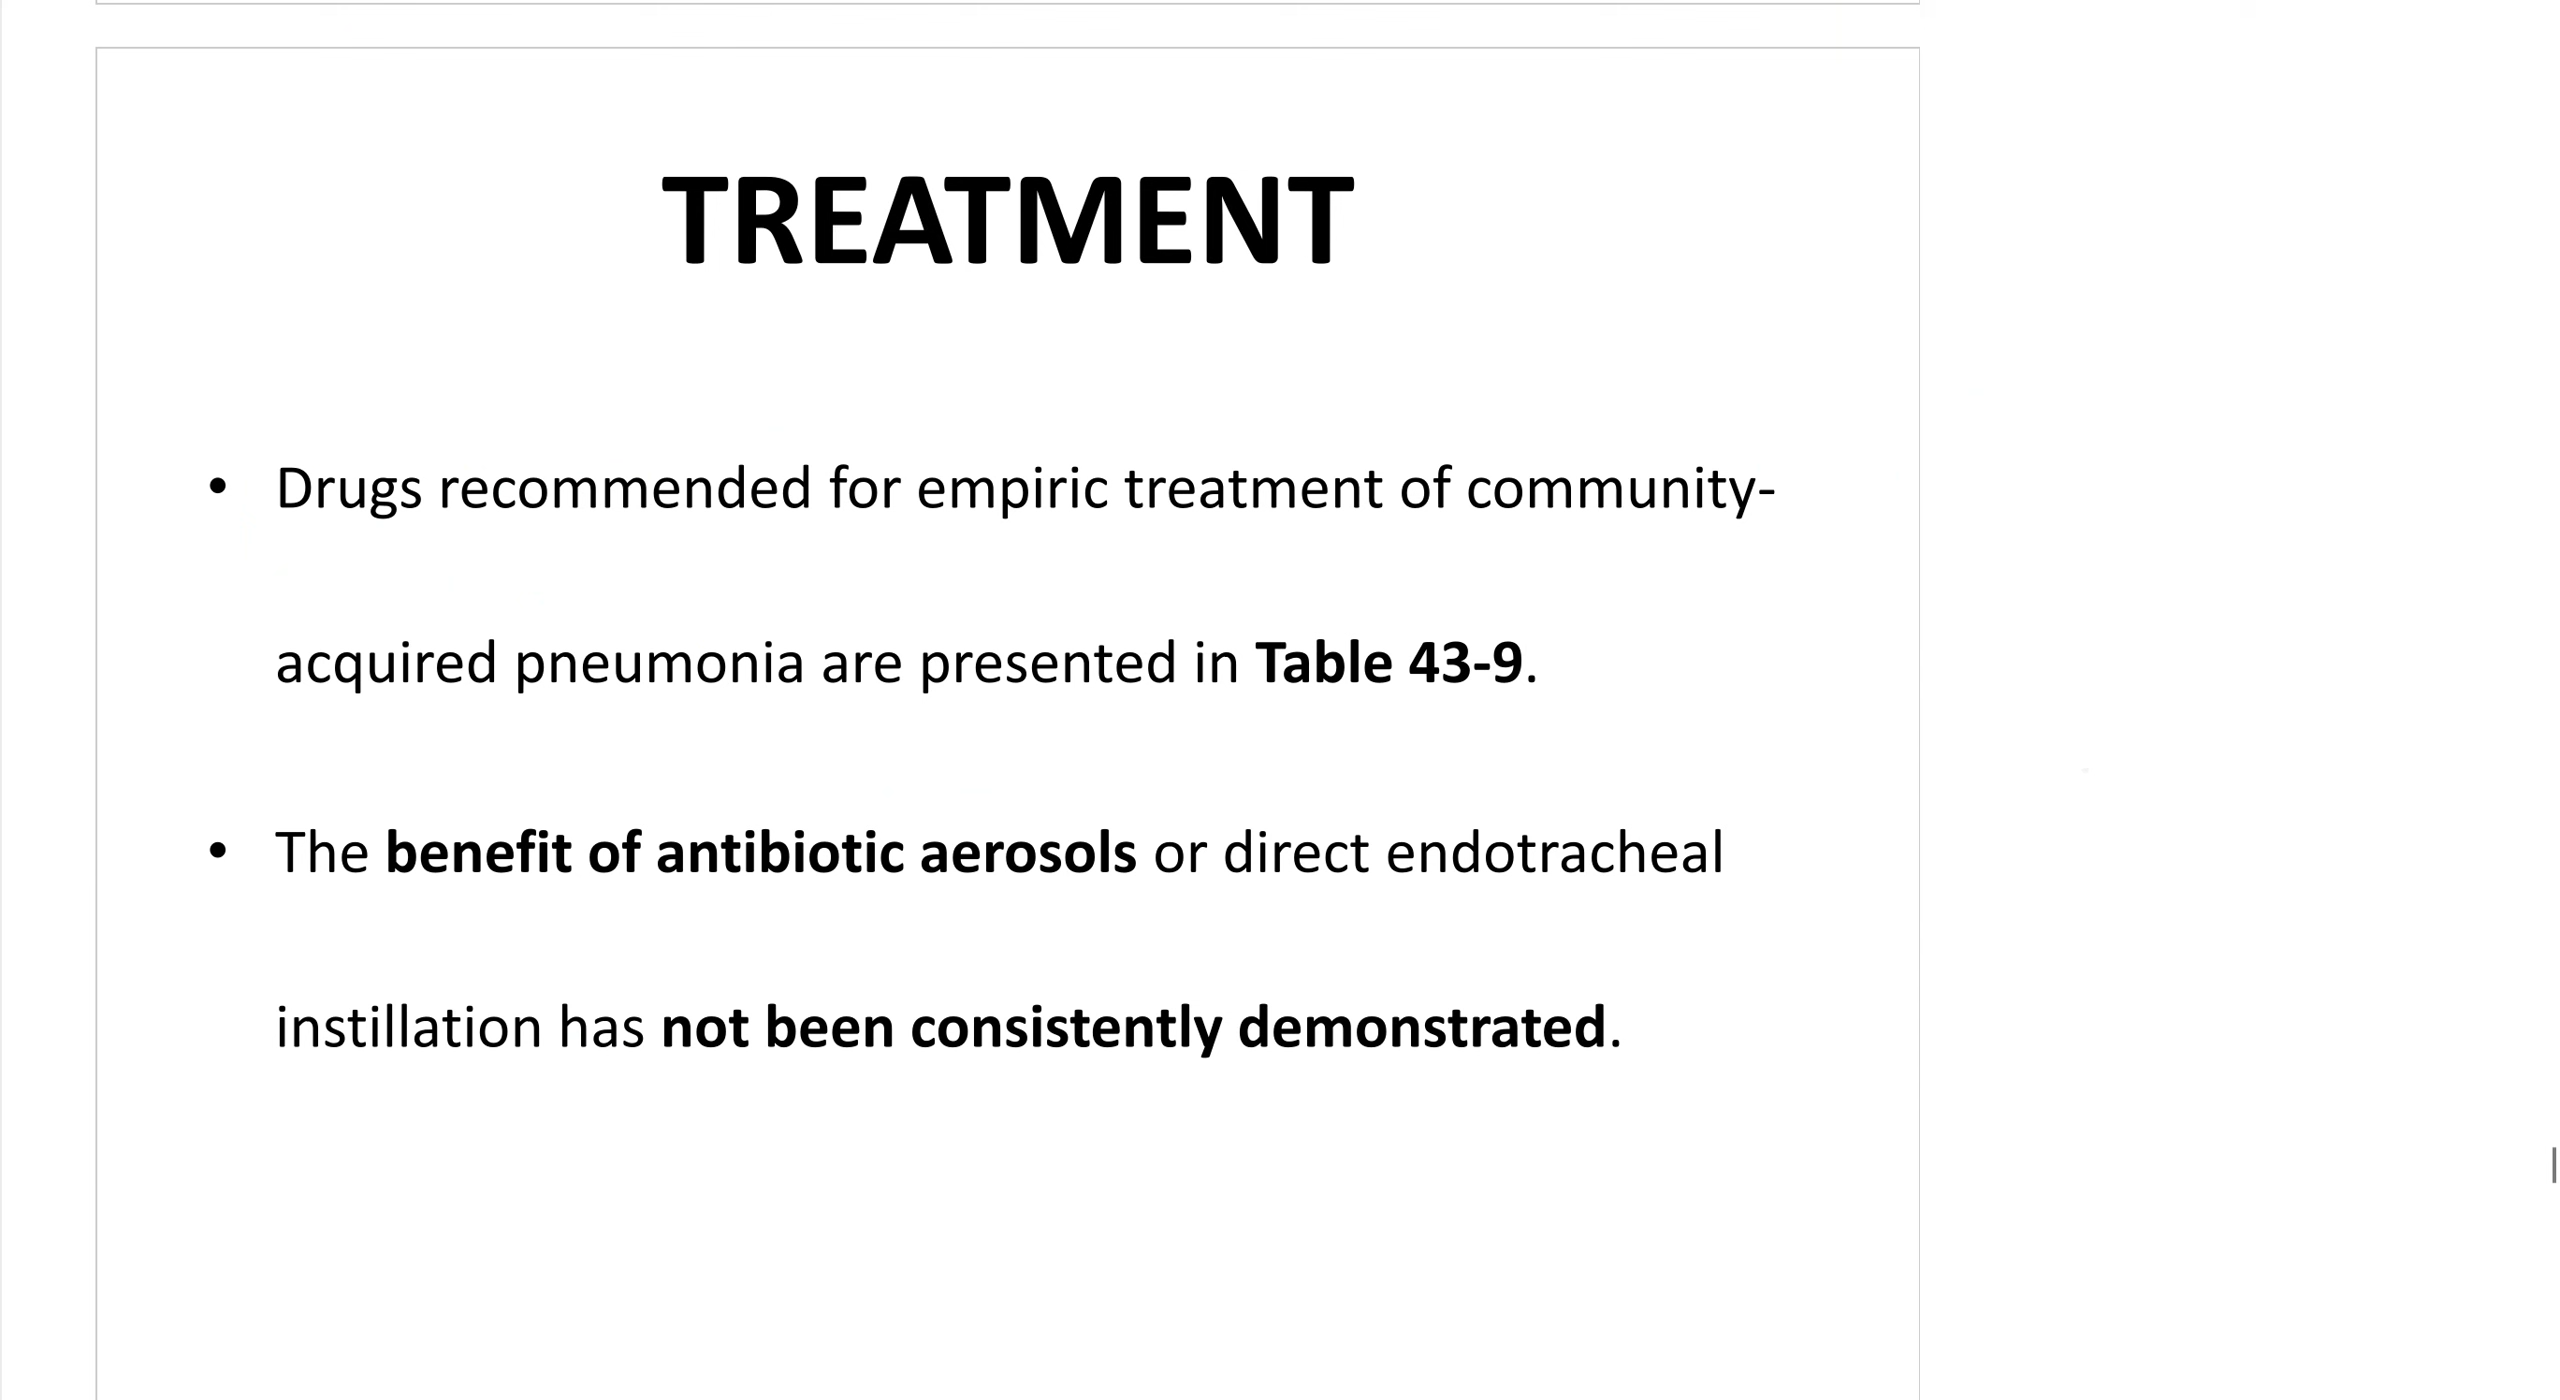 TREATMENT
• Drugs recommended for empiric treatment of community-
acquired pneumonia are presented in Table 43-9.
• The benefit of antibiotic aerosols or direct endotracheal
instillation has not been consistently demonstrated.